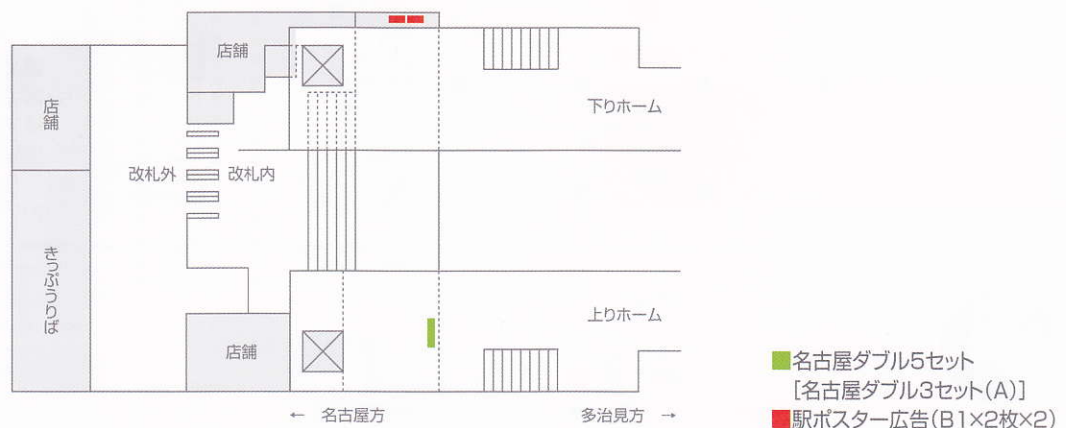 店舗
店舗
下りホーム
改札外
改札内
きっぷうりば
上りホーム
店舗
← 名古屋方
多治見方 →
名古屋ダブル5セット
[名古屋ダブル3セット(A)]
駅ポスター広告(B1×2枚×2)